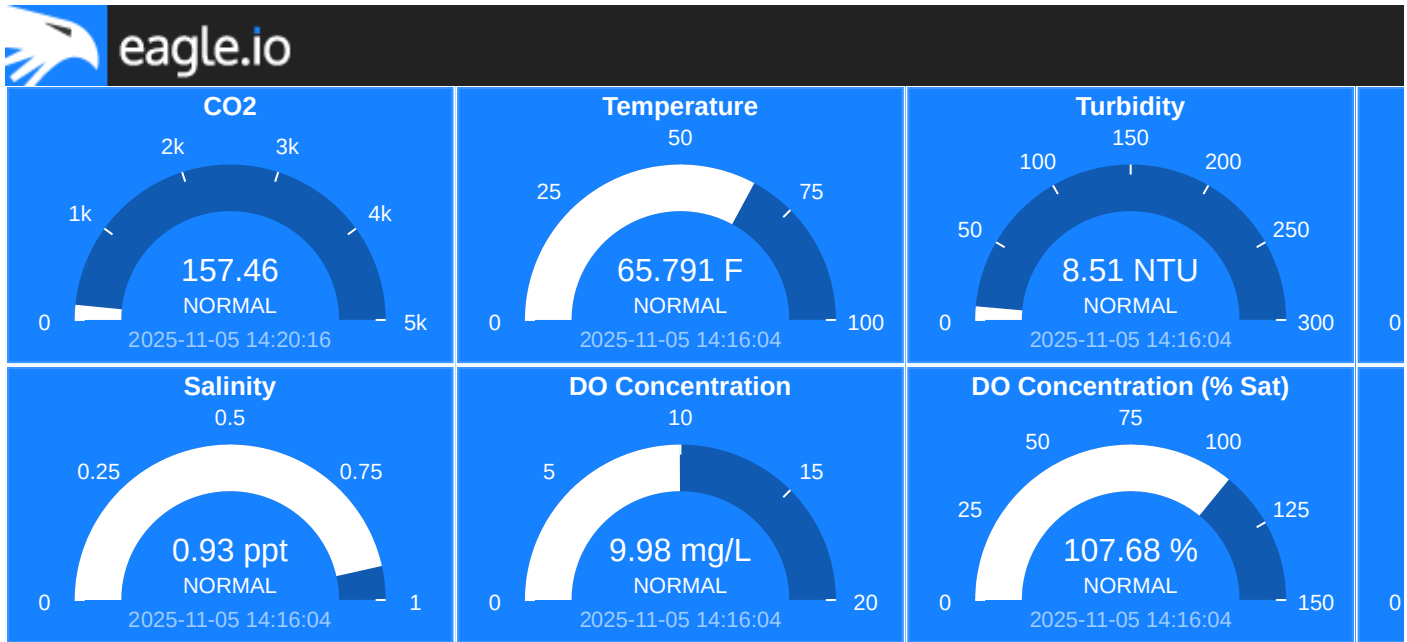 eagle.io
CO2
2k
3k
1k
4k
157.46
NORMAL
0
5k
2025-11-05 14:20:16
Temperature
50
25
75
65.791 F
NORMAL
0
100
2025-11-05 14:16:04
Turbidity
150
100
200
50
250
8.51 NTU
NORMAL
0
300
2025-11-05 14:16:04
0
Salinity
0.5
0.25
0.75
0.93 ppt
NORMAL
0
1
2025-11-05 14:16:04
DO Concentration
10
5
15
9.98 mg/L
NORMAL
0
20
2025-11-05 14:16:04
DO Concentration (% Sat)
75
50
100
25
125
107.68 %
NORMAL
0
150
2025-11-05 14:16:04
0